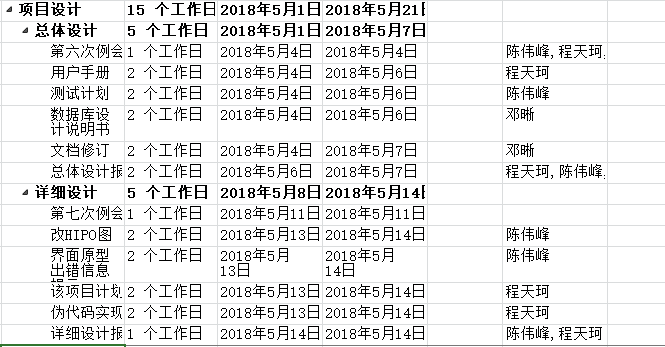 项目设计 15 个工作日 2018年5月1日 2018年5月21日
总体设计 5 个工作日 2018年5月1日 2018年5月7日
第六次例会 1 个工作日 2018年5月4日 2018年5月4日 陈伟峰,程天珂,
用户手册 2 个工作日 2018年5月4日 2018年5月6日 程天珂
测试计划 2 个工作日 2018年5月4日 2018年5月6日 陈伟峰
数据库设 2 个工作日 2018年5月4日 2018年5月6日 邓晰
计说明书
文档修订 2 个工作日 2018年5月4日 2018年5月7日 邓晰
总体设计报 2 个工作日 2018年5月6日 2018年5月7日 程天珂,陈伟峰,
详细设计 5 个工作日 2018年5月8日 2018年5月14日
第七次例会 1 个工作日 2018年5月11日 2018年5月11日
改HIPO图 2 个工作日 2018年5月13日 2018年5月14日 陈伟峰
界面原型 2 个工作日 2018年5月 2018年5月 陈伟峰
出错信息 13日 14日
该项目计划 2 个工作日 2018年5月13日 2018年5月14日 程天珂
伪代码实现 2 个工作日 2018年5月13日 2018年5月14日 程天珂
详细设计报 1 个工作日 2018年5月14日 2018年5月14日 陈伟峰,程天珂